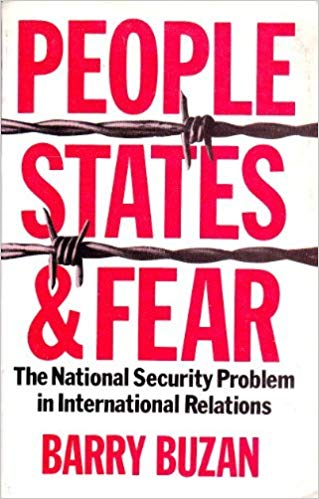 PEOPLE
STATES
& FEAR
The National Security Problem
in International Relations
BARRY BUZAN